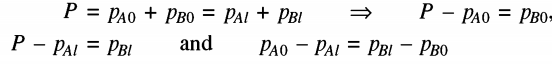 P = p_{A0} + p_{B0} = p_{Al} + p_{Bl} ⇒ P − p_{A0} = p_{B0},
P − p_{Al} = p_{Bl} and p_{A0} − p_{Al} = p_{Bl} − p_{B0}